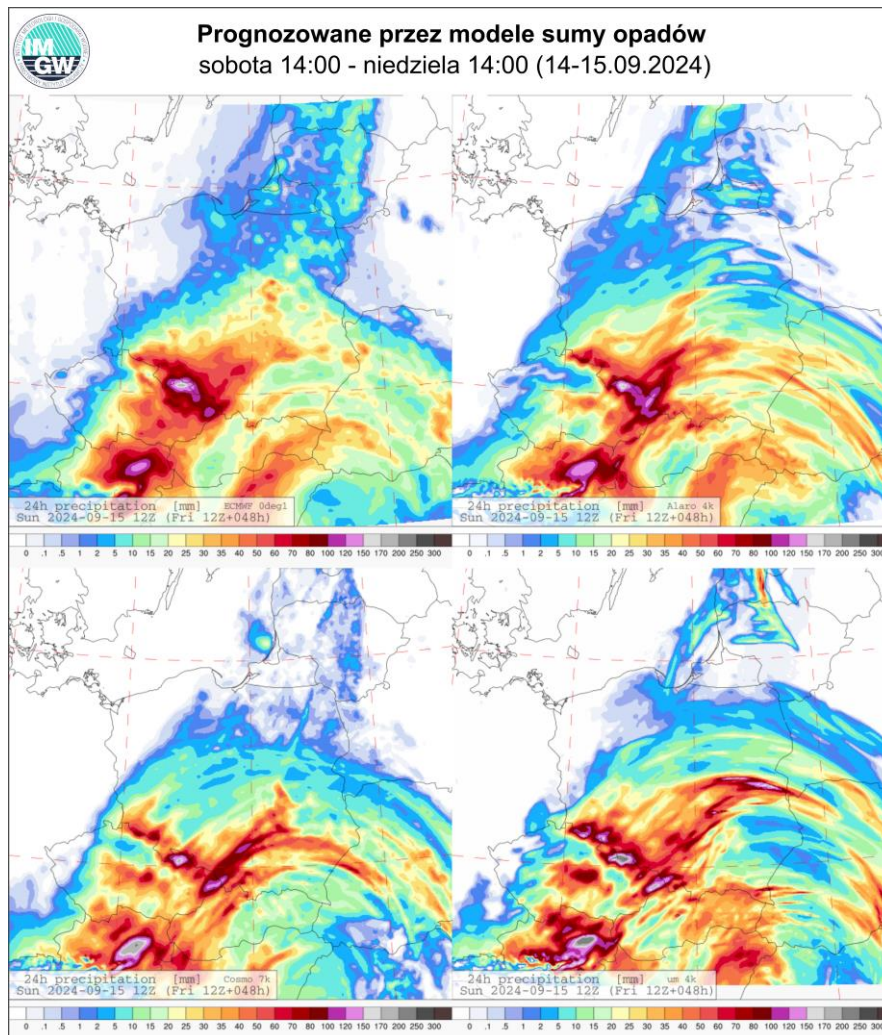 Prognozowane przez modele sumy opadów
sobota 14:00 - niedziela 14:00 (14-15.09.2024)
IM
GW
24h precipitation [mm] ECMWF 0deg1
Sun 2024-09-15 12Z (Fri 12Z+048h)
24h precipitation [mm] Alaro 4k
Sun 2024-09-15 12Z (Fri 12Z+048h)
0 .1 .5 1 2 5 10 15 20 25 30 35 40 50 60 70 80 100 120 150 170 200 250 300
0 .1 .5 1 2 5 10 15 20 25 30 35 40 50 60 70 80 100 120 150 170 200 250 300
24h precipitation [mm] Cosmo 7k
Sun 2024-09-15 12Z (Fri 12Z+048h)
24h precipitation [mm] um 4k
Sun 2024-09-15 12Z (Fri 12Z+048h)
0 .1 .5 1 2 5 10 15 20 25 30 35 40 50 60 70 80 100 120 150 170 200 250 300
0 .1 .5 1 2 5 10 15 20 25 30 35 40 50 60 70 80 100 120 150 170 200 250 300